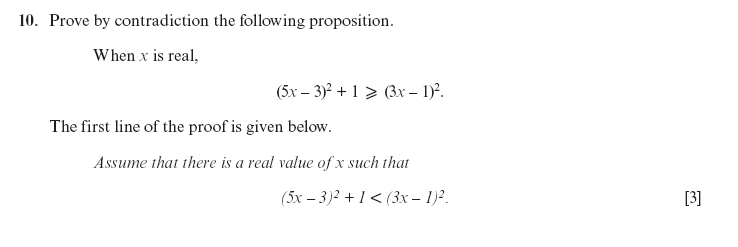 10. Prove by contradiction the following proposition.
When x is real,
(5x – 3)² + 1 ⩾ (3x – 1)².
The first line of the proof is given below.
Assume that there is a real value of x such that
(5x – 3)² + 1 < (3x – 1)². [3]